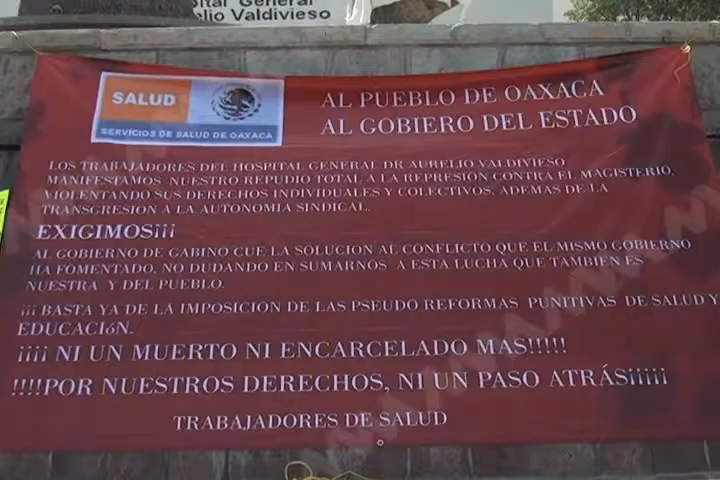 ital General
elio Valdivieso
SALUD
SERVICIOS DE SALUD DE OAXACA
AL PUEBLO DE OAXACA
AL GOBIERO DEL ESTADO
LOS TRABAJADORES DEL HOSPITAL GENERAL DR AURELIO VALDIVIESO
MANIFESTAMOS NUESTRO REPUDIO TOTAL A LA REPRESION CONTRA EL MAGISTERIO,
VIOLENTANDO SUS DERECHOS INDIVIDUALES Y COLECTIVOS, ADEMAS DE LA
TRANSGRESION A LA AUTONOMIA SINDICAL.
EXIGIMOS¡¡¡
AL GOBIERNO DE GABINO CUE LA SOLUCION AL CONFLICTO QUE EL MISMO GOBIERNO
HA FOMENTADO, NO DUDANDO EN SUMARNOS A ESTA LUCHA QUE TAMBIEN ES
NUESTRA Y DEL PUEBLO.
¡¡¡ BASTA YA DE LA IMPOSICION DE LAS PSEUDO REFORMAS PUNITIVAS DE SALUD Y
EDUCACIóN.
¡¡¡¡ NI UN MUERTO NI ENCARCELADO MAS!!!!!
!!!!POR NUESTROS DERECHOS, NI UN PASO ATRÁS¡¡¡¡¡
TRABAJADORES DE SALUD